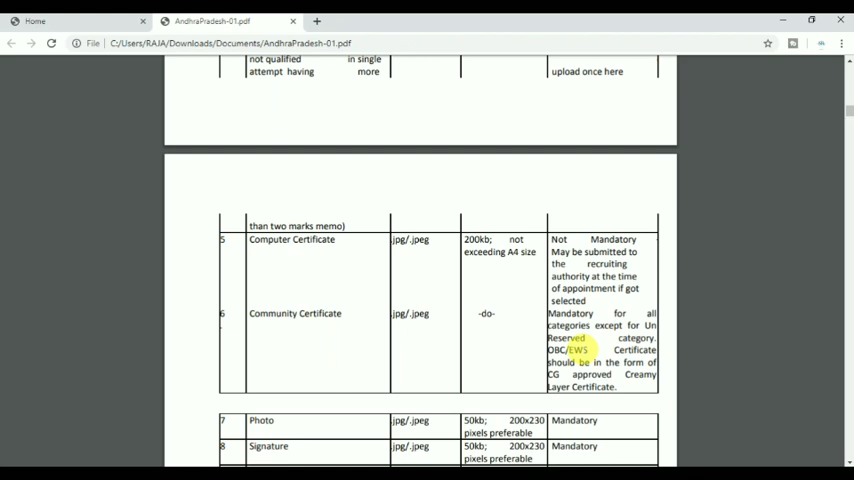 Home
AndhraPradesh-01.pdf
File | C:/Users/RAJA/Downloads/Documents/AndhraPradesh-01.pdf
not qualified in single
attempt having more
upload once here
than two marks memo)
5 Computer Certificate .jpg/.jpeg 200kb; not exceeding A4 size Not Mandatory
May be submitted to
the recruiting
authority at the time
of appointment if got
selected
6 Community Certificate .jpg/.jpeg -do- Mandatory for all
categories except for Un
Reserved category.
OBC/EWS Certificate
should be in the form of
CG approved Creamy
Layer Certificate.
7 Photo .jpg/.jpeg 50kb; 200x230 pixels preferable Mandatory
8 Signature .jpg/.jpeg 50kb; 200x230 pixels preferable Mandatory